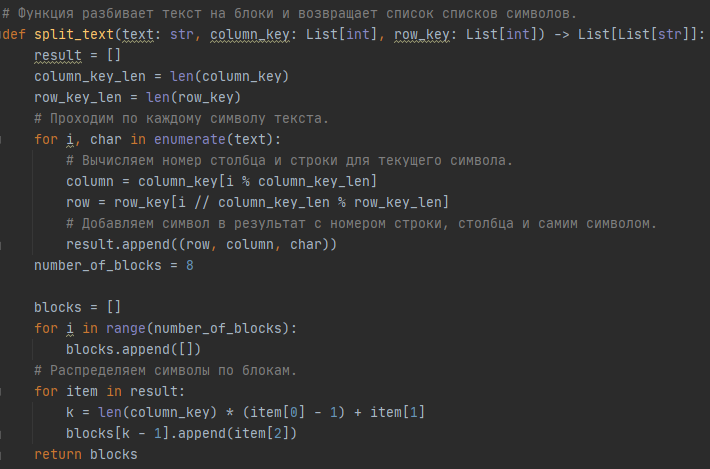 # Функция разбивает текст на блоки и возвращает список списков символов.
def split_text(text: str, column_key: List[int], row_key: List[int]) -> List[List[str]]:
    result = []
    column_key_len = len(column_key)
    row_key_len = len(row_key)
    # Проходим по каждому символу текста.
    for i, char in enumerate(text):
        # Вычисляем номер столбца и строки для текущего символа.
        column = column_key[i % column_key_len]
        row = row_key[i // column_key_len % row_key_len]
        # Добавляем символ в результат с номером строки, столбца и самим символом.
        result.append((row, column, char))
    number_of_blocks = 8

    blocks = []
    for i in range(number_of_blocks):
        blocks.append([])
    # Распределяем символы по блокам.
    for item in result:
        k = len(column_key) * (item[0] - 1) + item[1]
        blocks[k - 1].append(item[2])
    return blocks